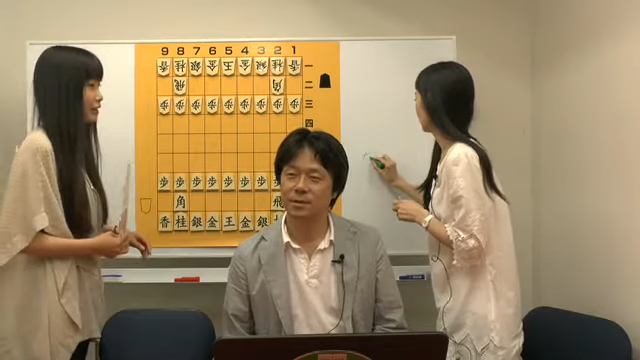 9 8 7 6 5 4 3 2 1
香 桂 銀 金 王 金 銀 桂 香 一
飛 角 二
歩 歩 歩 歩 歩 歩 歩 歩 歩 三
四
歩 歩 歩 歩 歩 歩 歩
角 飛
香 桂 銀 金 王 金 銀